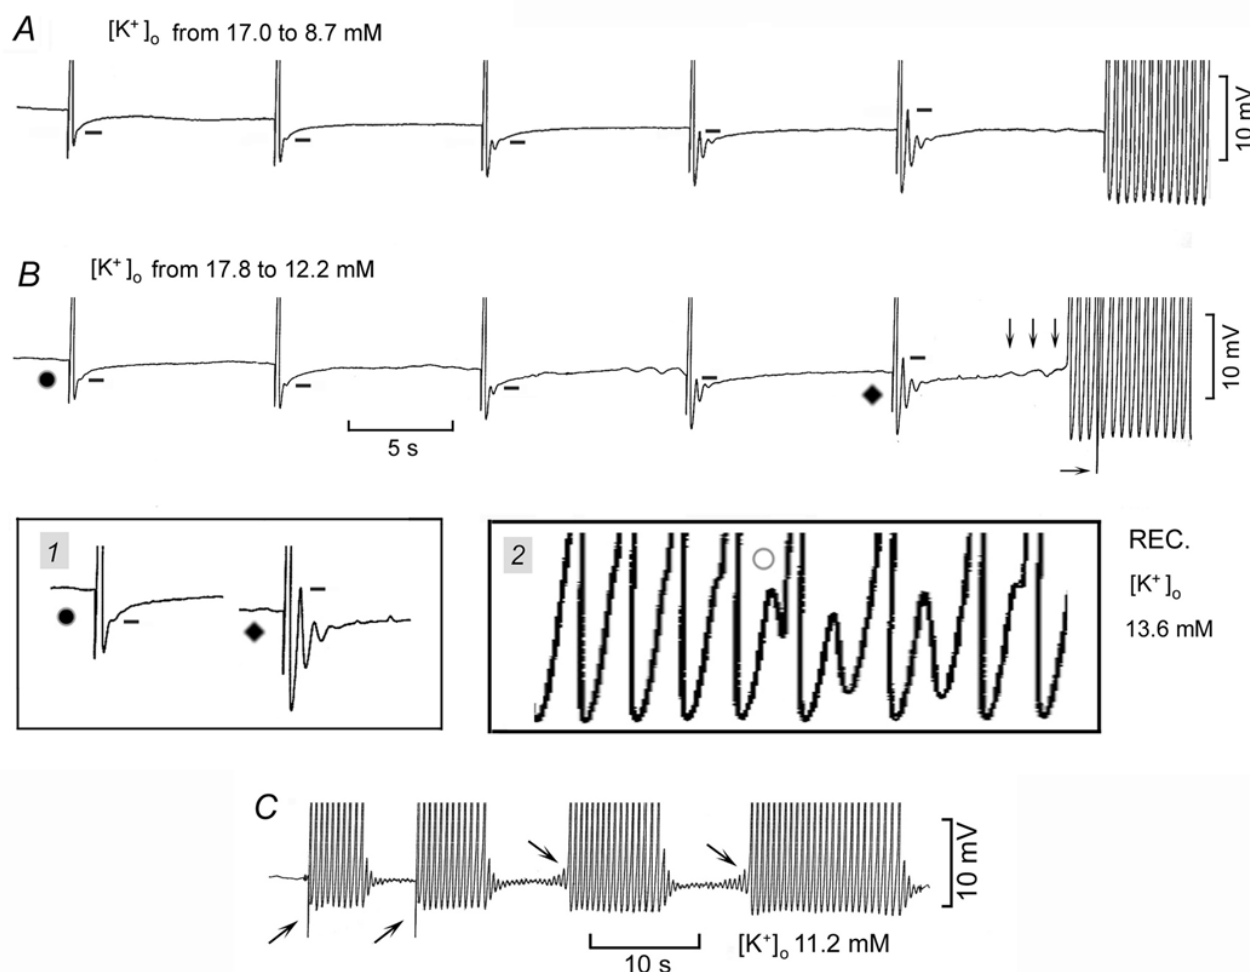 A
[K⁺]ₒ from 17.0 to 8.7 mM
10 mV
B
[K⁺]ₒ from 17.8 to 12.2 mM
10 mV
5 s
1
2
REC.
[K⁺]ₒ
13.6 mM
C
10 mV
[K⁺]ₒ 11.2 mM
10 s